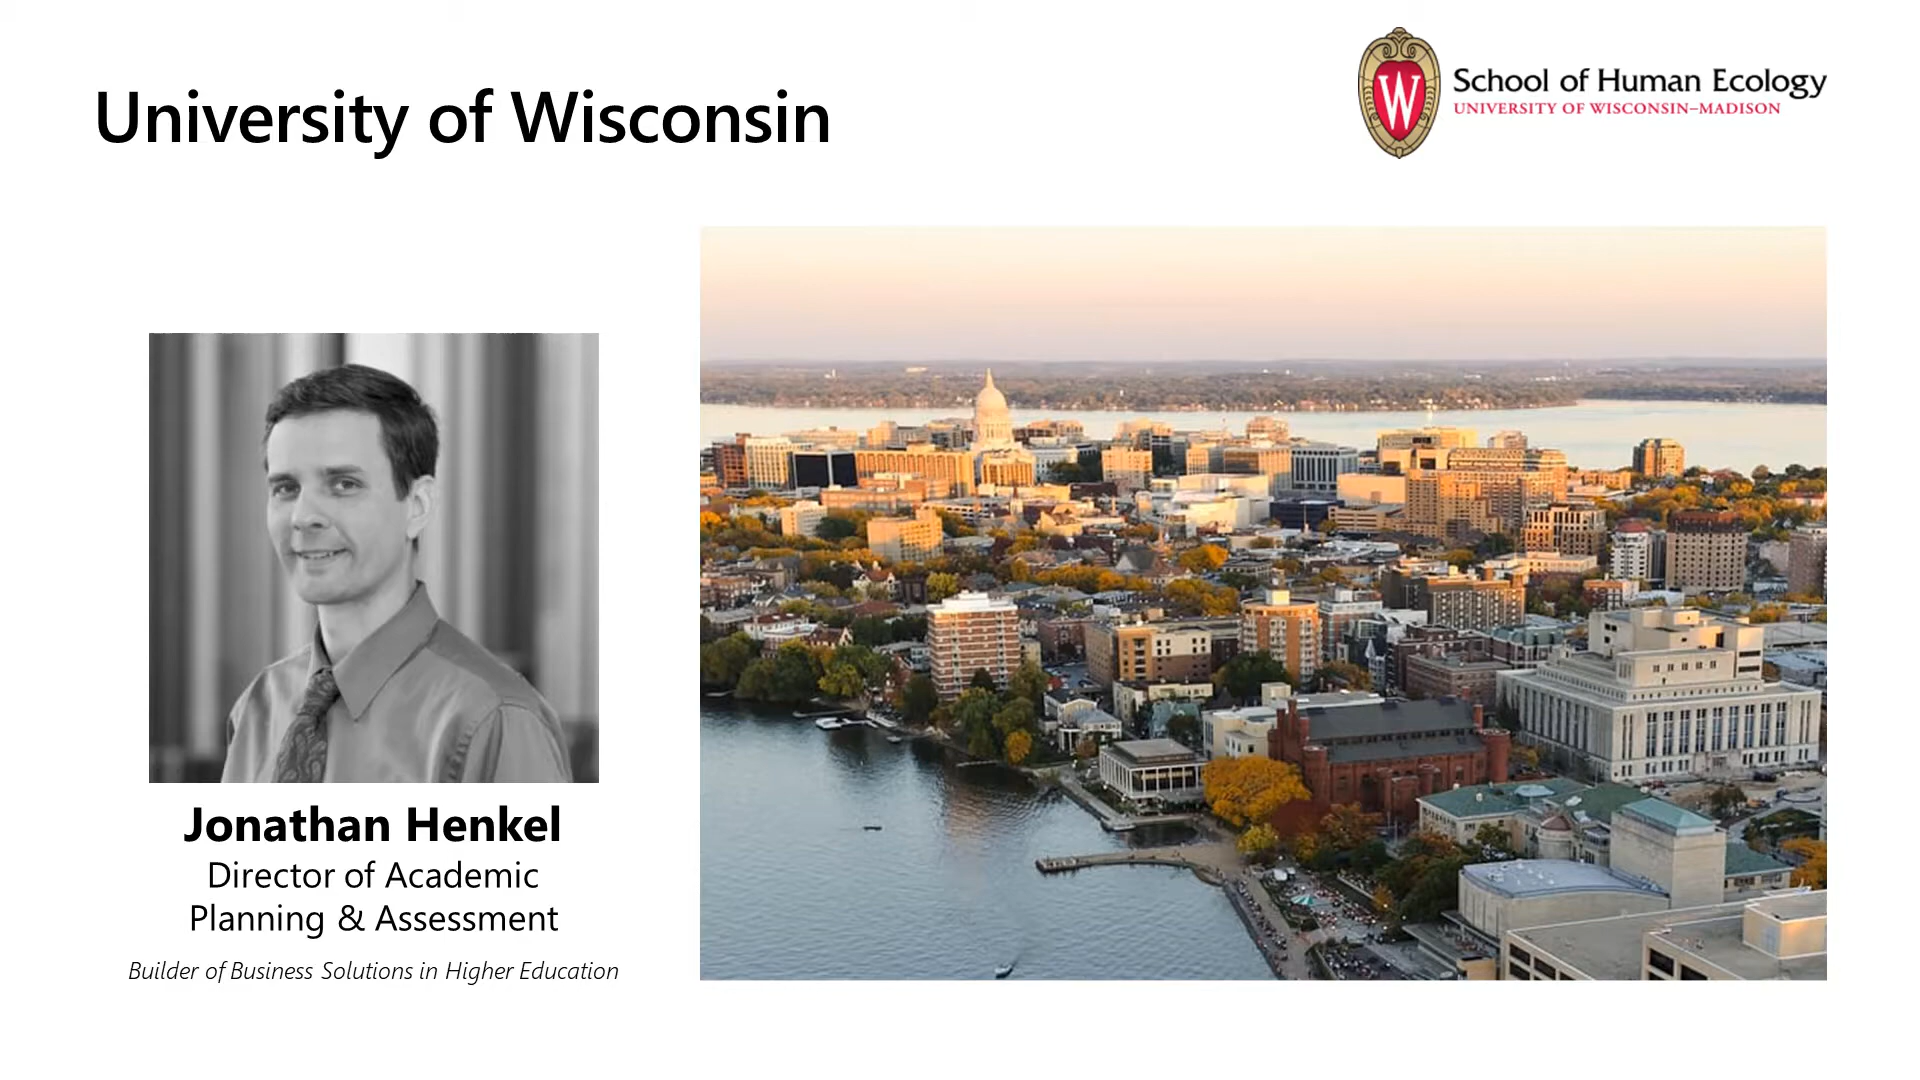 University of Wisconsin
W
School of Human Ecology
UNIVERSITY OF WISCONSIN–MADISON
Jonathan Henkel
Director of Academic
Planning & Assessment
Builder of Business Solutions in Higher Education